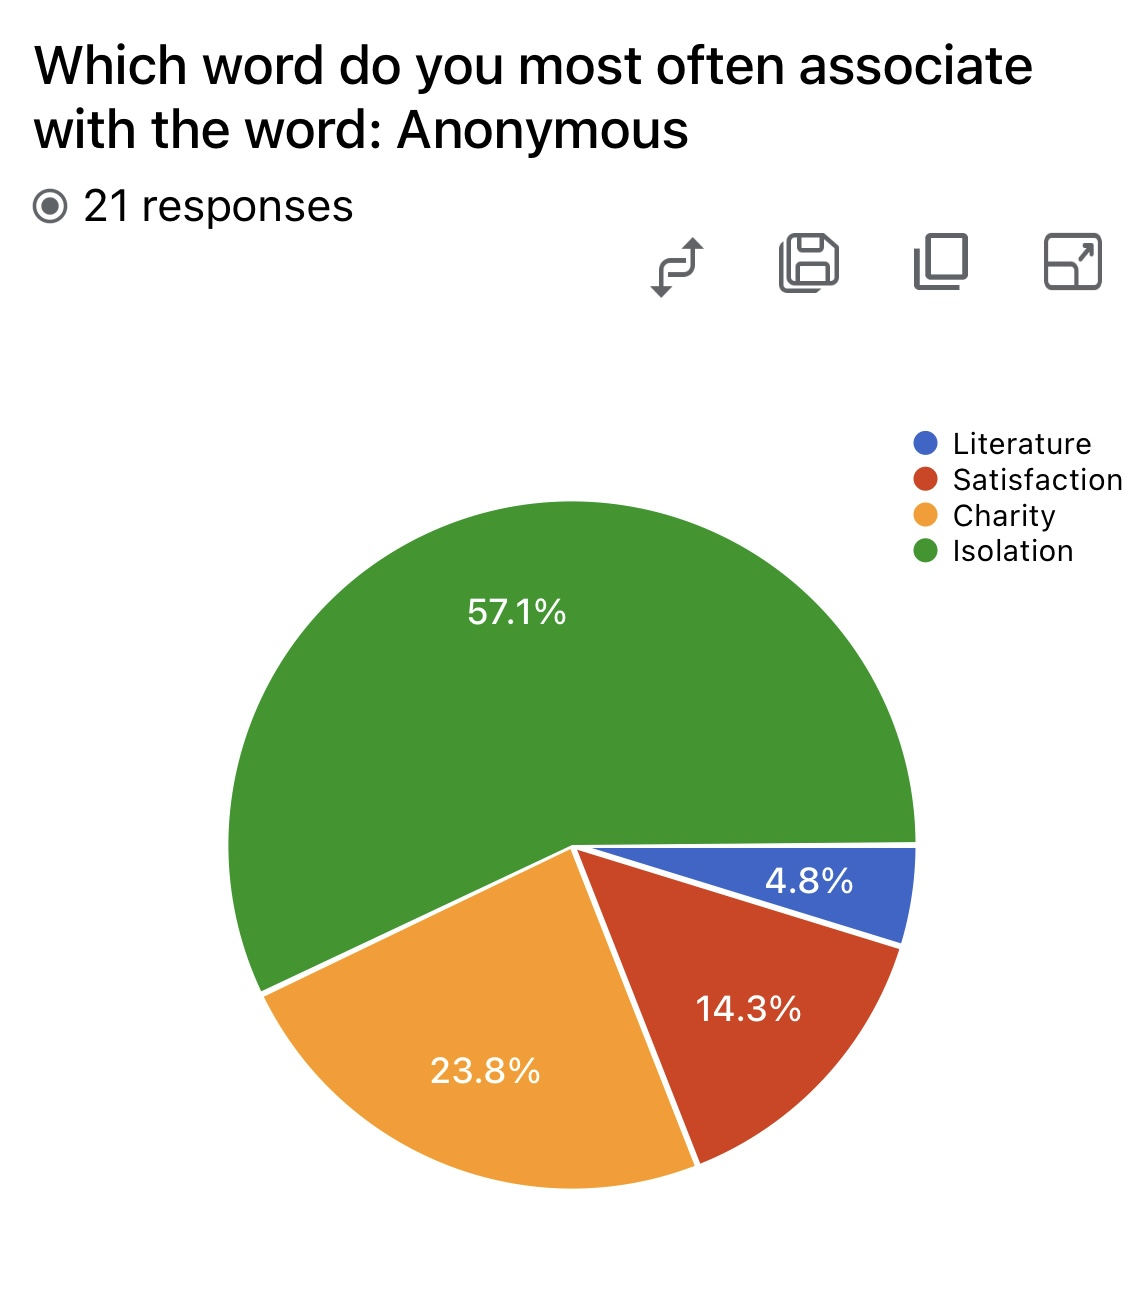 Which word do you most often associate
with the word: Anonymous
21 responses
Literature
Satisfaction
Charity
Isolation
57.1%
4.8%
14.3%
23.8%